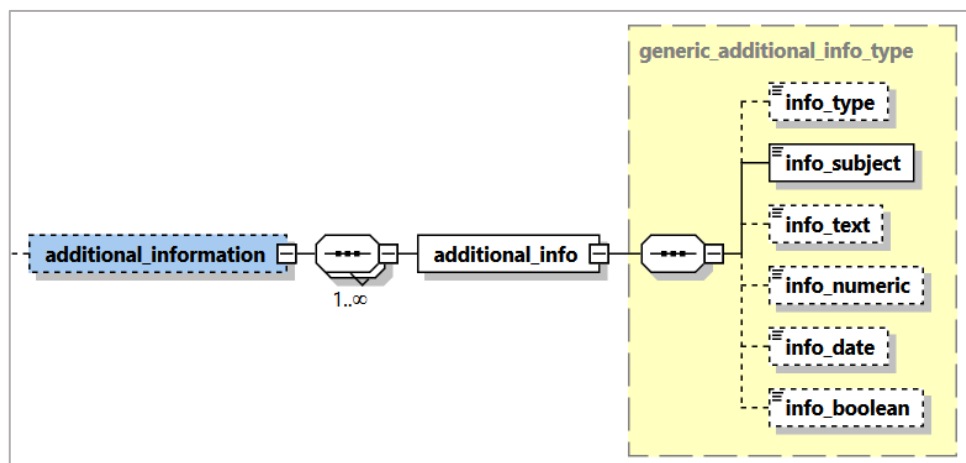 generic_additional_info_type
info_type
info_subject
info_text
additional_information
additional_info
1..∞
info_numeric
info_date
info_boolean